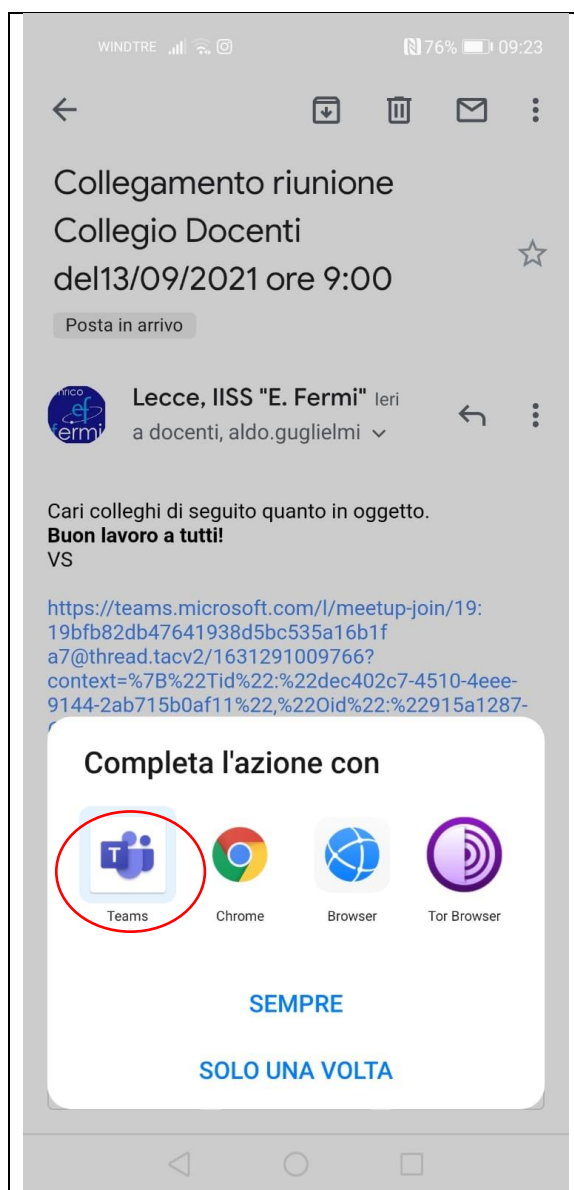 WINDTRE 76% 09:23
Collegamento riunione
Collegio Docenti
del13/09/2021 ore 9:00
Posta in arrivo
Lecce, IISS "E. Fermi" Ieri
a docenti, aldo.guglielmi
nrico
ef
fermi
Cari colleghi di seguito quanto in oggetto.
Buon lavoro a tutti!
VS
https://teams.microsoft.com/l/meetup-join/19:
19bfb82db47641938d5bc535a16b1f
a7@thread.tacv2/1631291009766?
context=%7B%22Tid%22:%22dec402c7-4510-4eee-
9144-2ab715b0af11%22,%22Oid%22:%22915a1287-
Completa l'azione con
T
Teams Chrome Browser Tor Browser
SEMPRE
SOLO UNA VOLTA